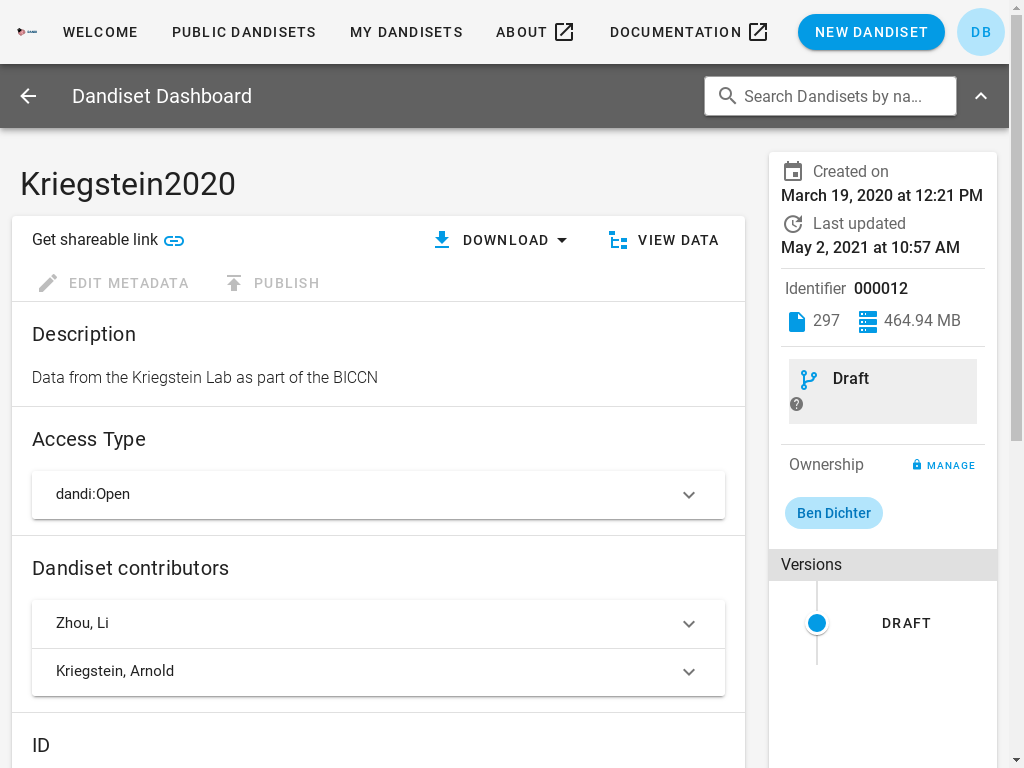 WELCOME PUBLIC DANDISETS MY DANDISETS ABOUT DOCUMENTATION NEW DANDISET DB
Dandiset Dashboard Search Dandisets by na...
Kriegstein2020
Get shareable link DOWNLOAD VIEW DATA
EDIT METADATA PUBLISH
Description
Data from the Kriegstein Lab as part of the BICCN
Access Type
dandi:Open
Dandiset contributors
Zhou, Li
Kriegstein, Arnold
ID
Created on
March 19, 2020 at 12:21 PM
Last updated
May 2, 2021 at 10:57 AM
Identifier 000012
297 464.94 MB
Draft
Ownership MANAGE
Ben Dichter
Versions
DRAFT